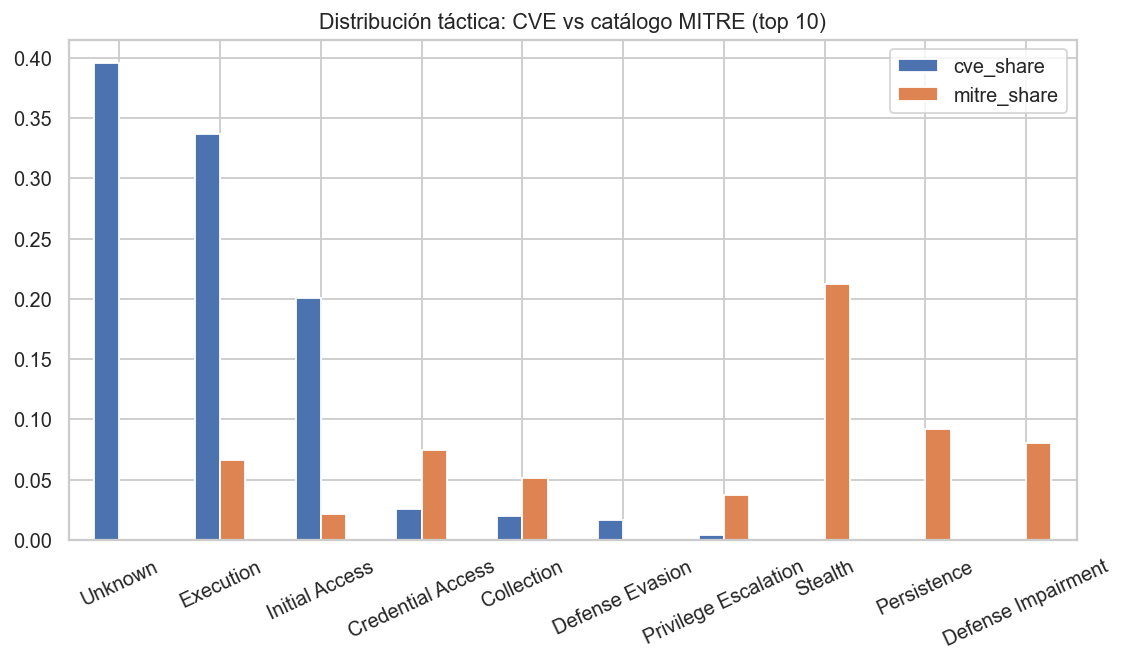 Distribución táctica: CVE vs catálogo MITRE (top 10)
cve_share
mitre_share
0.40
0.35
0.30
0.25
0.20
0.15
0.10
0.05
0.00
Unknown
Execution
Initial Access
Credential Access
Collection
Defense Evasion
Privilege Escalation
Stealth
Persistence
Defense Impairment